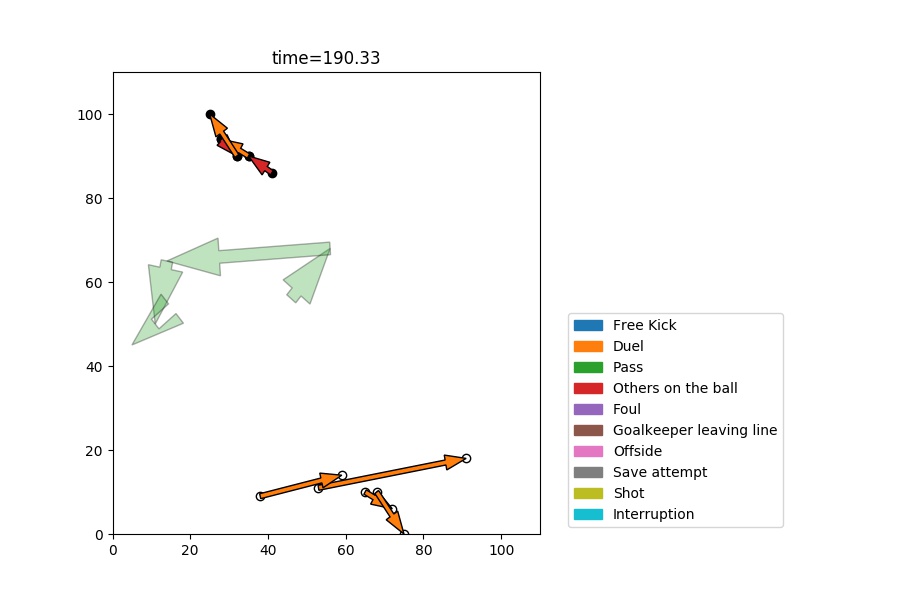 time=190.33
100
80
60
40
20
0
0 20 40 60 80 100
Free Kick
Duel
Pass
Others on the ball
Foul
Goalkeeper leaving line
Offside
Save attempt
Shot
Interruption